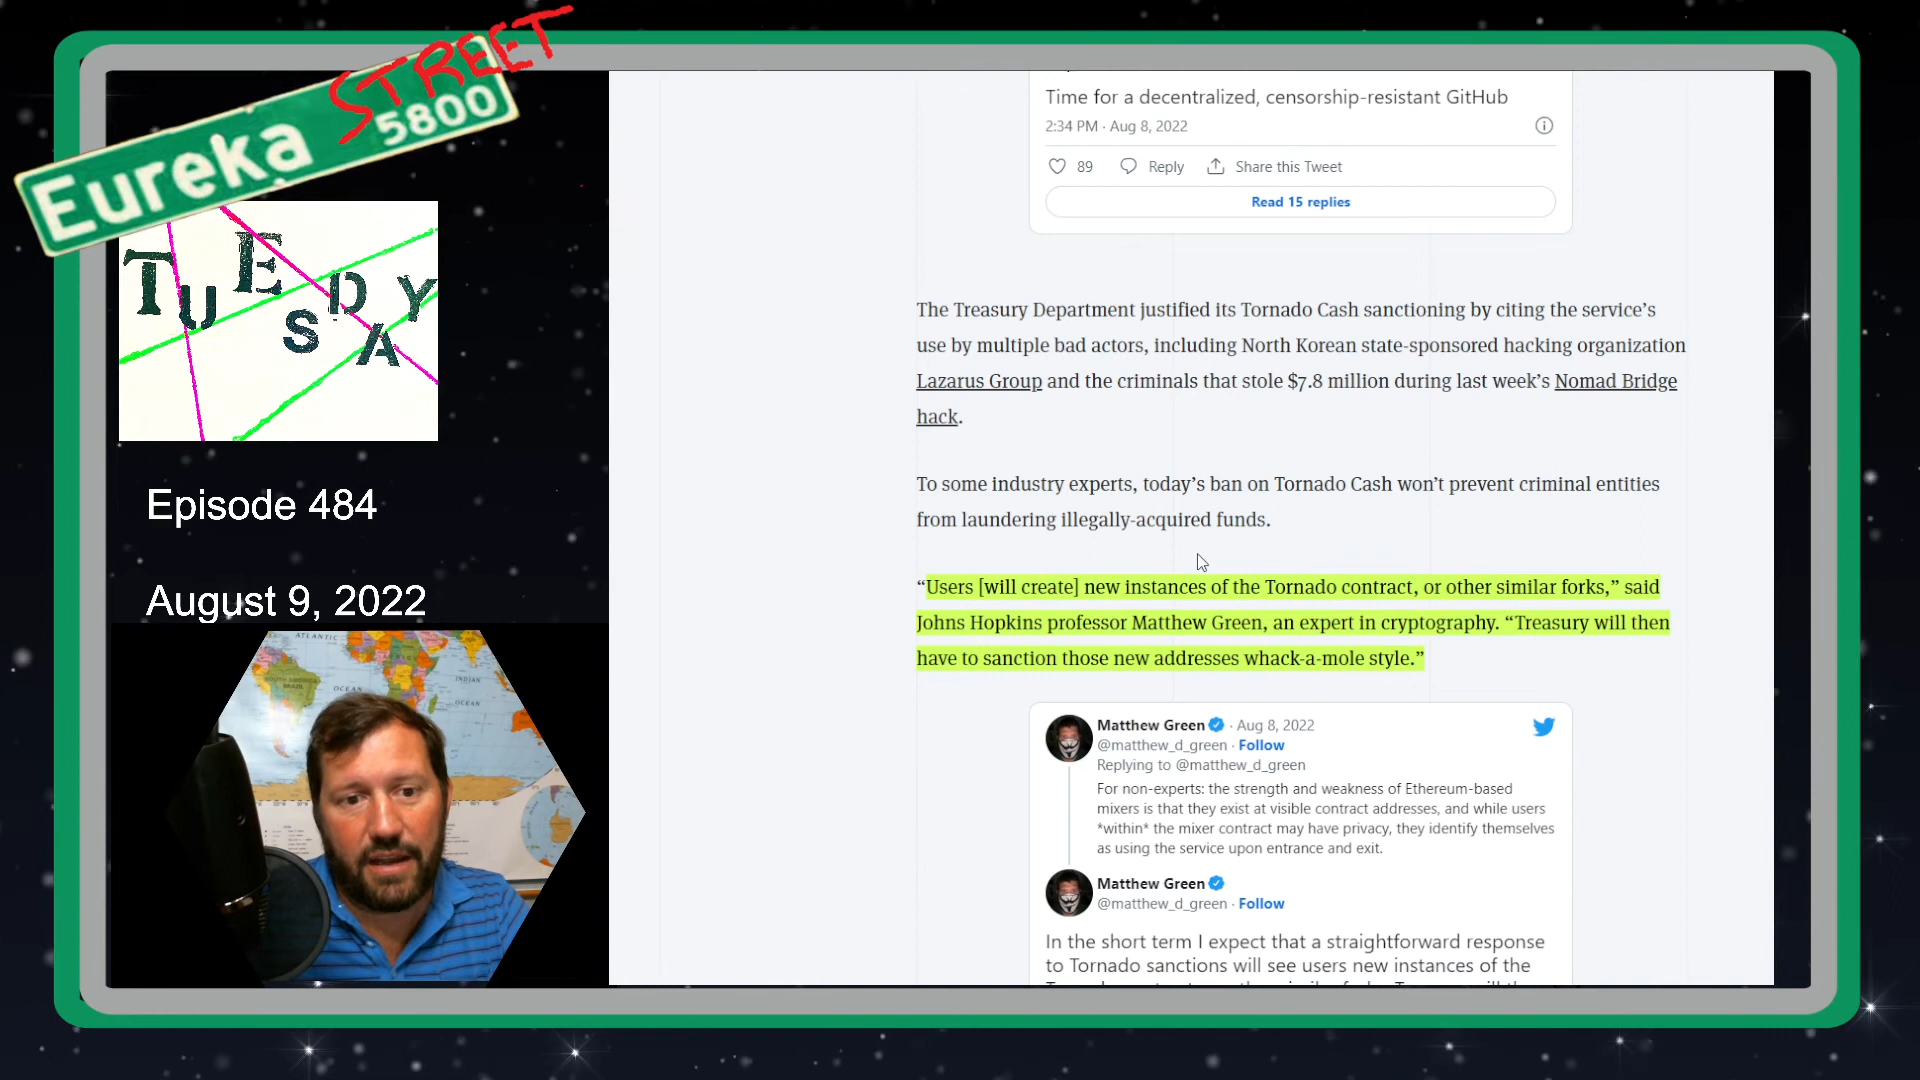 Eureka
STREET
5800
TUESDAY
Episode 484
August 9, 2022
ATLANTIC
OCEAN
INDIAN
OCEAN
SOUTH AMERICA
BRAZIL
Time for a decentralized, censorship-resistant GitHub
2:34 PM · Aug 8, 2022
89 Reply Share this Tweet
Read 15 replies
The Treasury Department justified its Tornado Cash sanctioning by citing the service’s
use by multiple bad actors, including North Korean state-sponsored hacking organization
Lazarus Group and the criminals that stole $7.8 million during last week’s Nomad Bridge
hack.
To some industry experts, today’s ban on Tornado Cash won’t prevent criminal entities
from laundering illegally-acquired funds.
“Users [will create] new instances of the Tornado contract, or other similar forks,” said
Johns Hopkins professor Matthew Green, an expert in cryptography. “Treasury will then
have to sanction those new addresses whack-a-mole style.”
Matthew Green · Aug 8, 2022
@matthew_d_green · Follow
Replying to @matthew_d_green
For non-experts: the strength and weakness of Ethereum-based
mixers is that they exist at visible contract addresses, and while users
*within* the mixer contract may have privacy, they identify themselves
as using the service upon entrance and exit.
Matthew Green
@matthew_d_green · Follow
In the short term I expect that a straightforward response
to Tornado sanctions will see users new instances of the